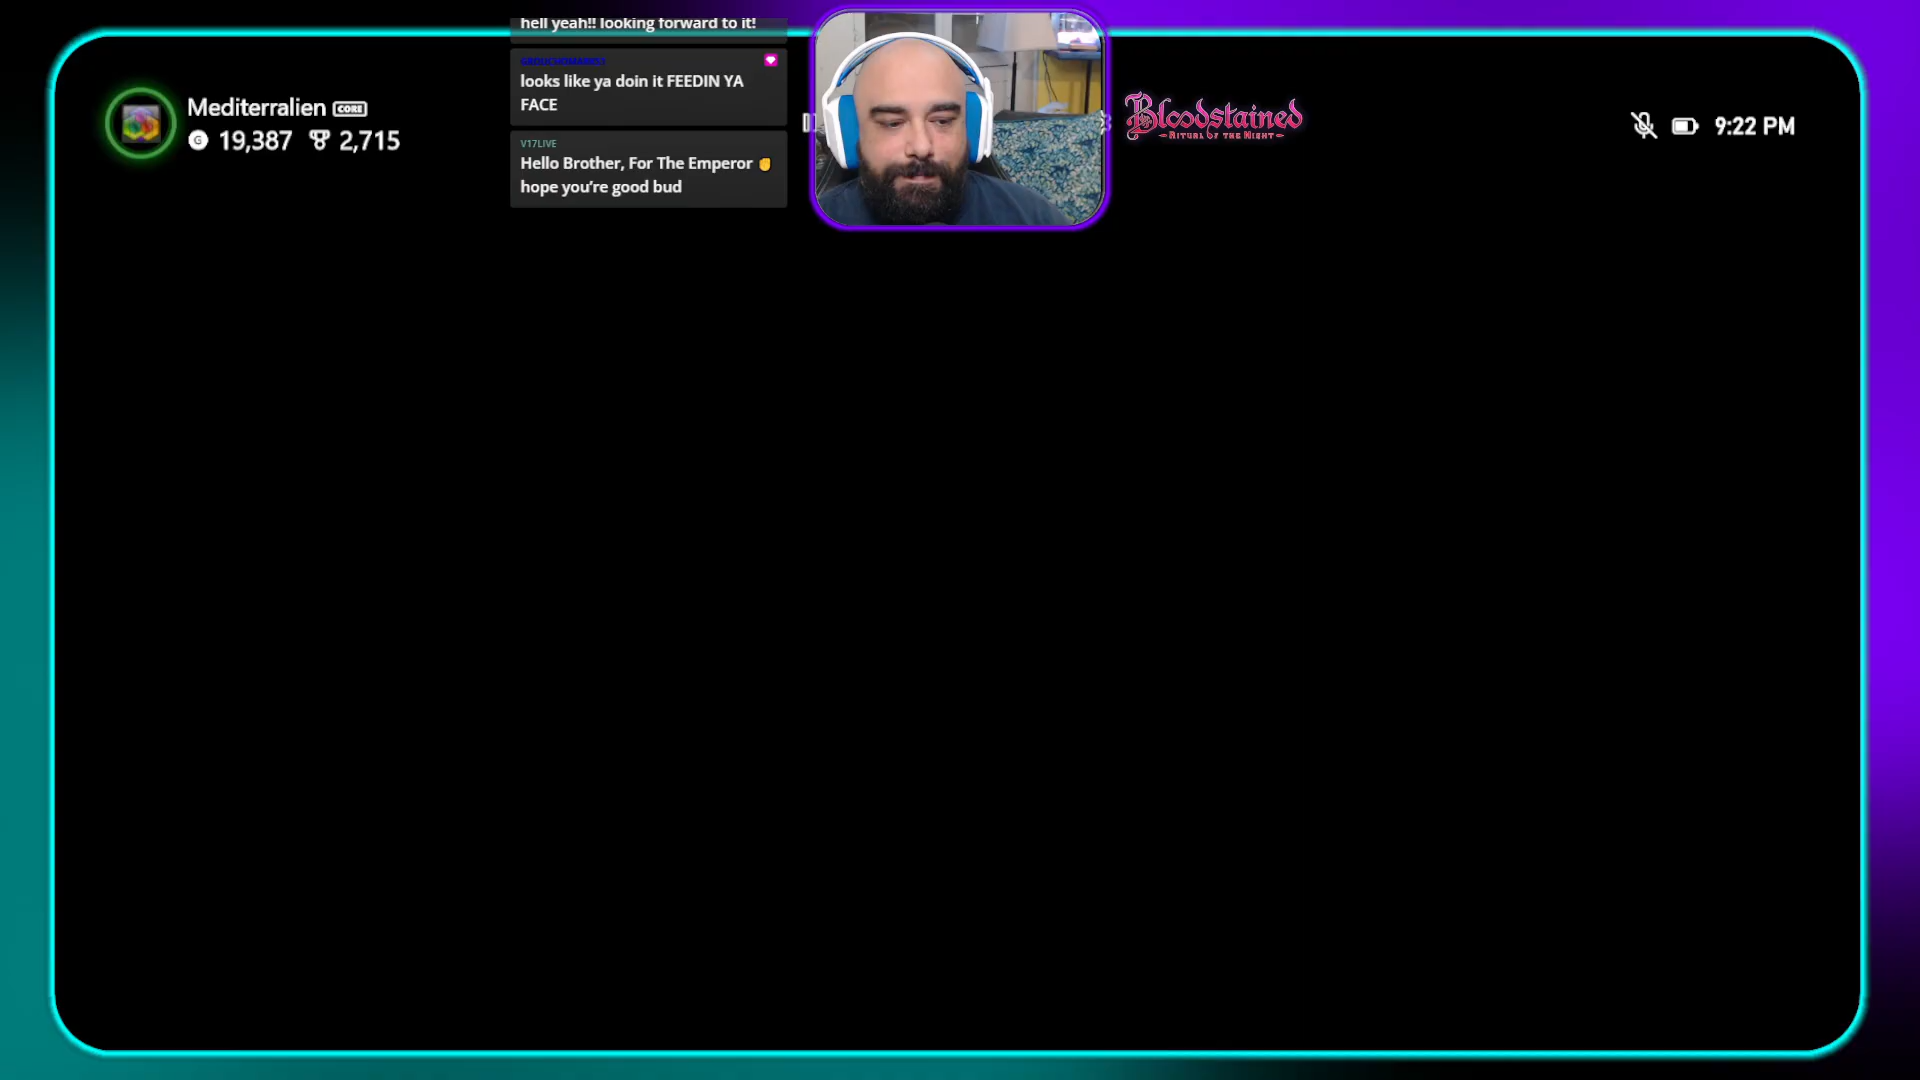 hell yeah!! looking forward to it!
looks like ya doin it FEEDIN YA
FACE
V17LIVE
Hello Brother, For The Emperor
hope you're good bud
Mediterralien CORE
G 19,387 2,715
Bloodstained
RITUAL OF THE NIGHT
9:22 PM